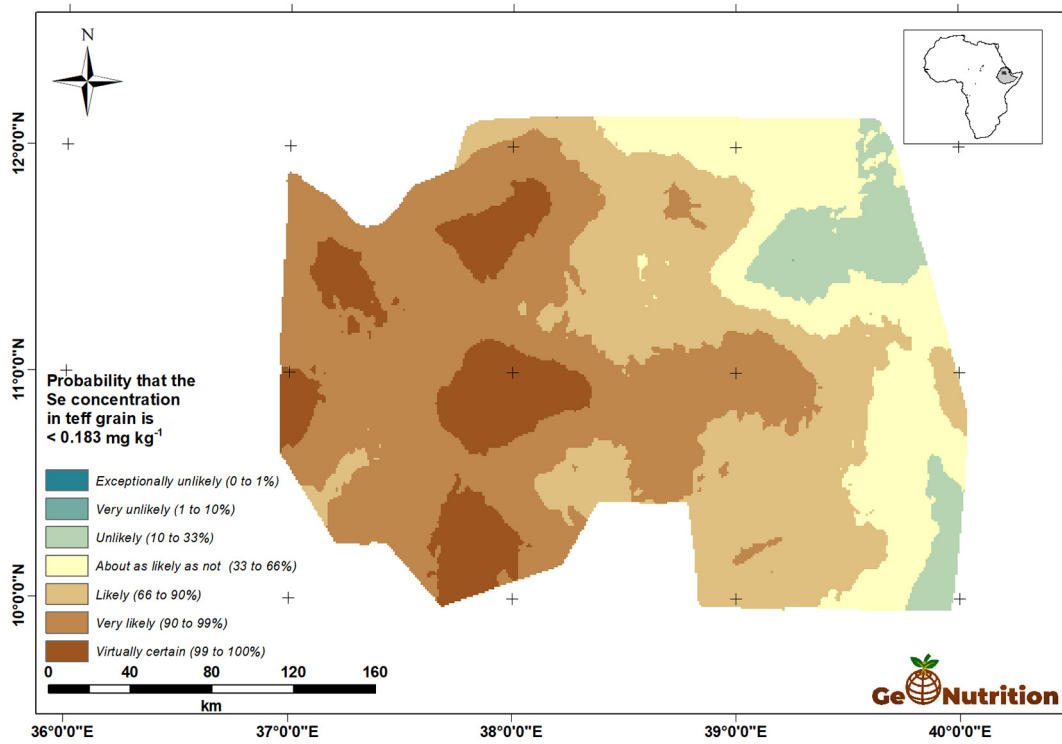 N
12°0'0"N
11°0'0"N
10°0'0"N
Probability that the
Se concentration
in teff grain is
< 0.183 mg kg⁻¹
Exceptionally unlikely (0 to 1%)
Very unlikely (1 to 10%)
Unlikely (10 to 33%)
About as likely as not (33 to 66%)
Likely (66 to 90%)
Very likely (90 to 99%)
Virtually certain (99 to 100%)
0 40 80 120 160
km
GeoNutrition
36°0'0"E 37°0'0"E 38°0'0"E 39°0'0"E 40°0'0"E